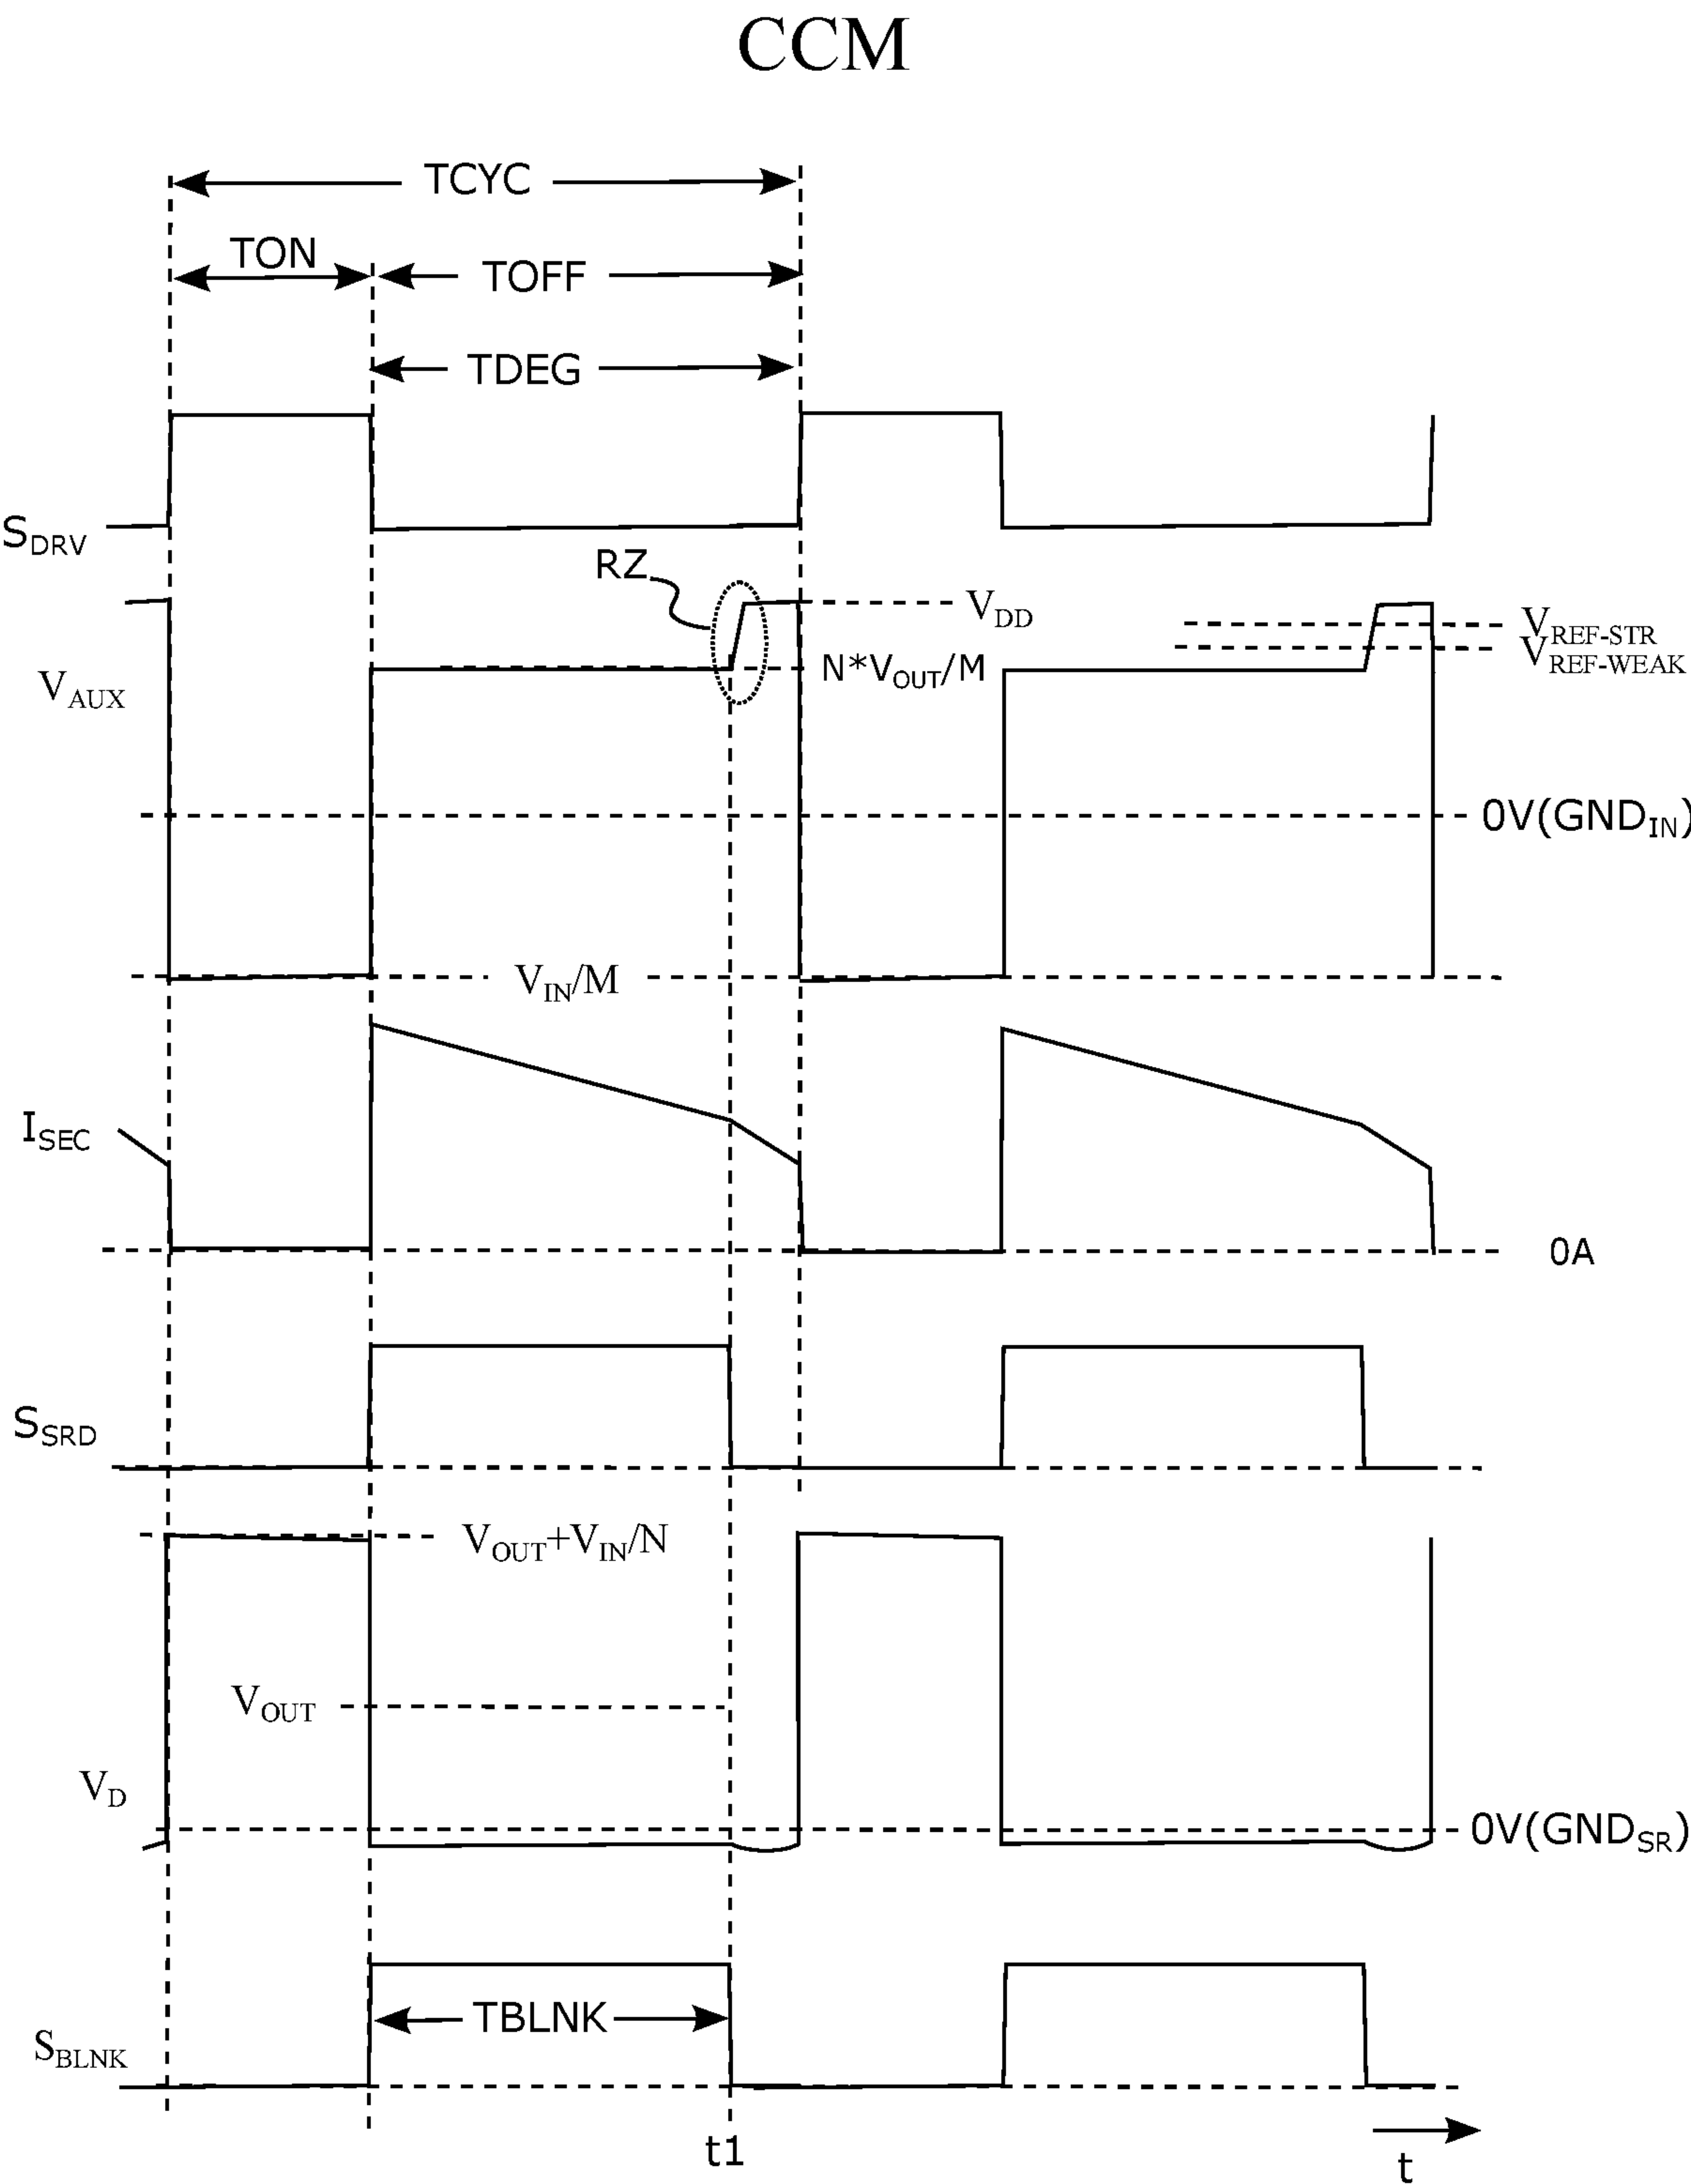 CCM
TCYC
TON
TOFF
TDEG
SDRV
RZ
VDD
VREF-STR
VREF-WEAK
N*VOUT/M
VAUX
0V(GNDIN)
VIN/M
ISEC
0A
SSRD
VOUT+VIN/N
VOUT
VD
0V(GNDSR)
TBLNK
SBLNK
t1
t